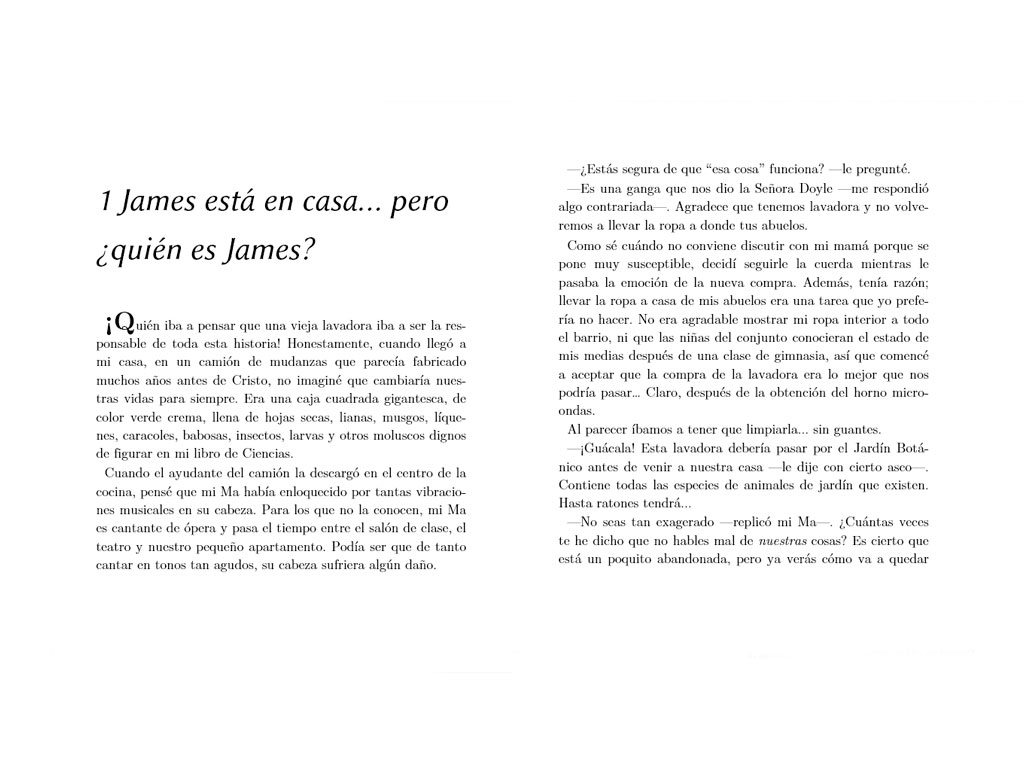 1 James está en casa... pero
¿quién es James?
¡Quién iba a pensar que una vieja lavadora iba a ser la res-
ponsable de toda esta historia! Honestamente, cuando llegó a
mi casa, en un camión de mudanzas que parecía fabricado
muchos años antes de Cristo, no imaginé que cambiaría nues-
tras vidas para siempre. Era una caja cuadrada gigantesca, de
color verde crema, llena de hojas secas, lianas, musgos, líque-
nes, caracoles, babosas, insectos, larvas y otros moluscos dignos
de figurar en mi libro de Ciencias.
Cuando el ayudante del camión la descargó en el centro de la
cocina, pensé que mi Ma había enloquecido por tantas vibracio-
nes musicales en su cabeza. Para los que no la conocen, mi Ma
es cantante de ópera y pasa el tiempo entre el salón de clase, el
teatro y nuestro pequeño apartamento. Podía ser que de tanto
cantar en tonos tan agudos, su cabeza sufriera algún daño.
—¿Estás segura de que “esa cosa” funciona? —le pregunté.
—Es una ganga que nos dio la Señora Doyle —me respondió
algo contrariada—. Agradece que tenemos lavadora y no volve-
remos a llevar la ropa a donde tus abuelos.
Como sé cuándo no conviene discutir con mi mamá porque se
pone muy susceptible, decidí seguirle la cuerda mientras le
pasaba la emoción de la nueva compra. Además, tenía razón;
llevar la ropa a casa de mis abuelos era una tarea que yo prefe-
ría no hacer. No era agradable mostrar mi ropa interior a todo
el barrio, ni que las niñas del conjunto conocieran el estado de
mis medias después de una clase de gimnasia, así que comencé
a aceptar que la compra de la lavadora era lo mejor que nos
podría pasar... Claro, después de la obtención del horno micro-
ondas.
Al parecer íbamos a tener que limpiarla... sin guantes.
—¡Guácala! Esta lavadora debería pasar por el Jardín Botá-
nico antes de venir a nuestra casa —le dije con cierto asco—.
Contiene todas las especies de animales de jardín que existen.
Hasta ratones tendrá...
—No seas tan exagerado —replicó mi Ma—. ¿Cuántas veces
te he dicho que no hables mal de nuestras cosas? Es cierto que
está un poquito abandonada, pero ya verás cómo va a quedar